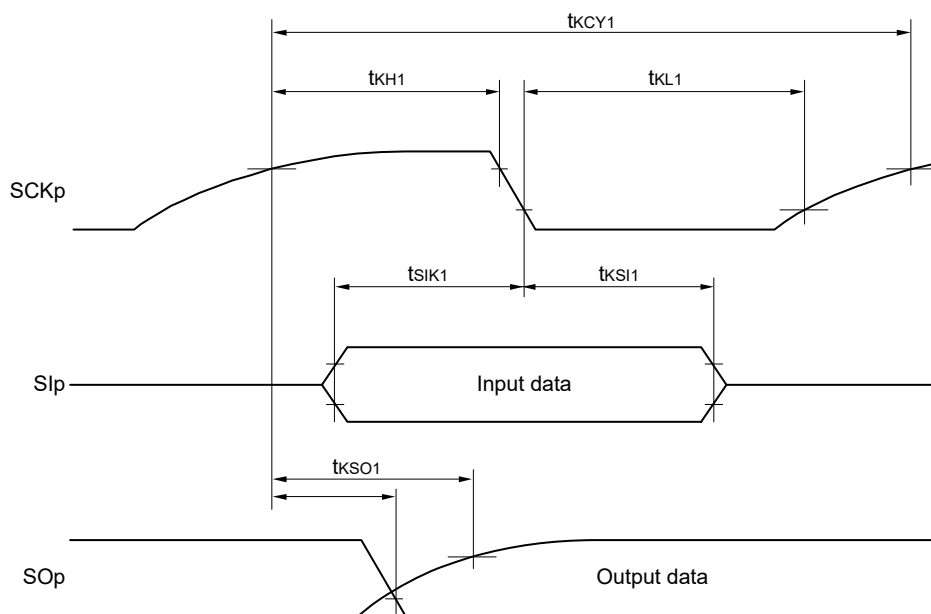 tKCY1
tKH1 tKL1
SCKp
tSIK1 tKSI1
SIp Input data
tKSO1
SOp Output data